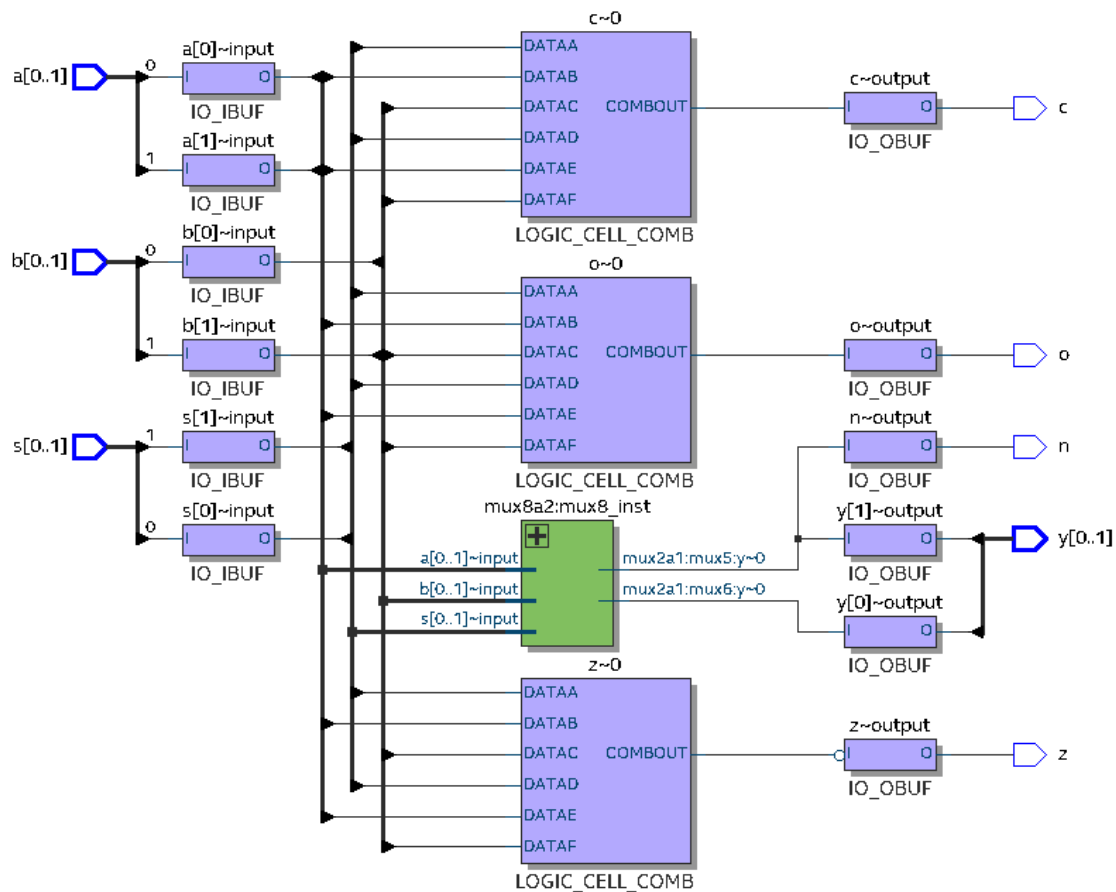 c~0
a[0]~input
a[0..1]
0
I
O
IO_IBUF
DATAA
DATAB
DATAC
DATAD
DATAE
DATAF
COMBOUT
LOGIC_CELL_COMB
c~output
I
O
IO_OBUF
c
a[1]~input
1
I
O
IO_IBUF
b[0]~input
b[0..1]
0
I
O
IO_IBUF
b[1]~input
1
I
O
IO_IBUF
o~0
DATAA
DATAB
DATAC
DATAD
DATAE
DATAF
COMBOUT
LOGIC_CELL_COMB
o~output
I
O
IO_OBUF
o
s[1]~input
s[0..1]
1
I
O
IO_IBUF
s[0]~input
0
I
O
IO_IBUF
n~output
I
O
IO_OBUF
n
mux8a2:mux8_inst
a[0..1]~input
b[0..1]~input
s[0..1]~input
mux2a1:mux5:y~0
mux2a1:mux6:y~0
y[1]~output
I
O
IO_OBUF
y[0..1]
y[0]~output
I
O
IO_OBUF
z~0
DATAA
DATAB
DATAC
DATAD
DATAE
DATAF
COMBOUT
LOGIC_CELL_COMB
z~output
I
O
IO_OBUF
z